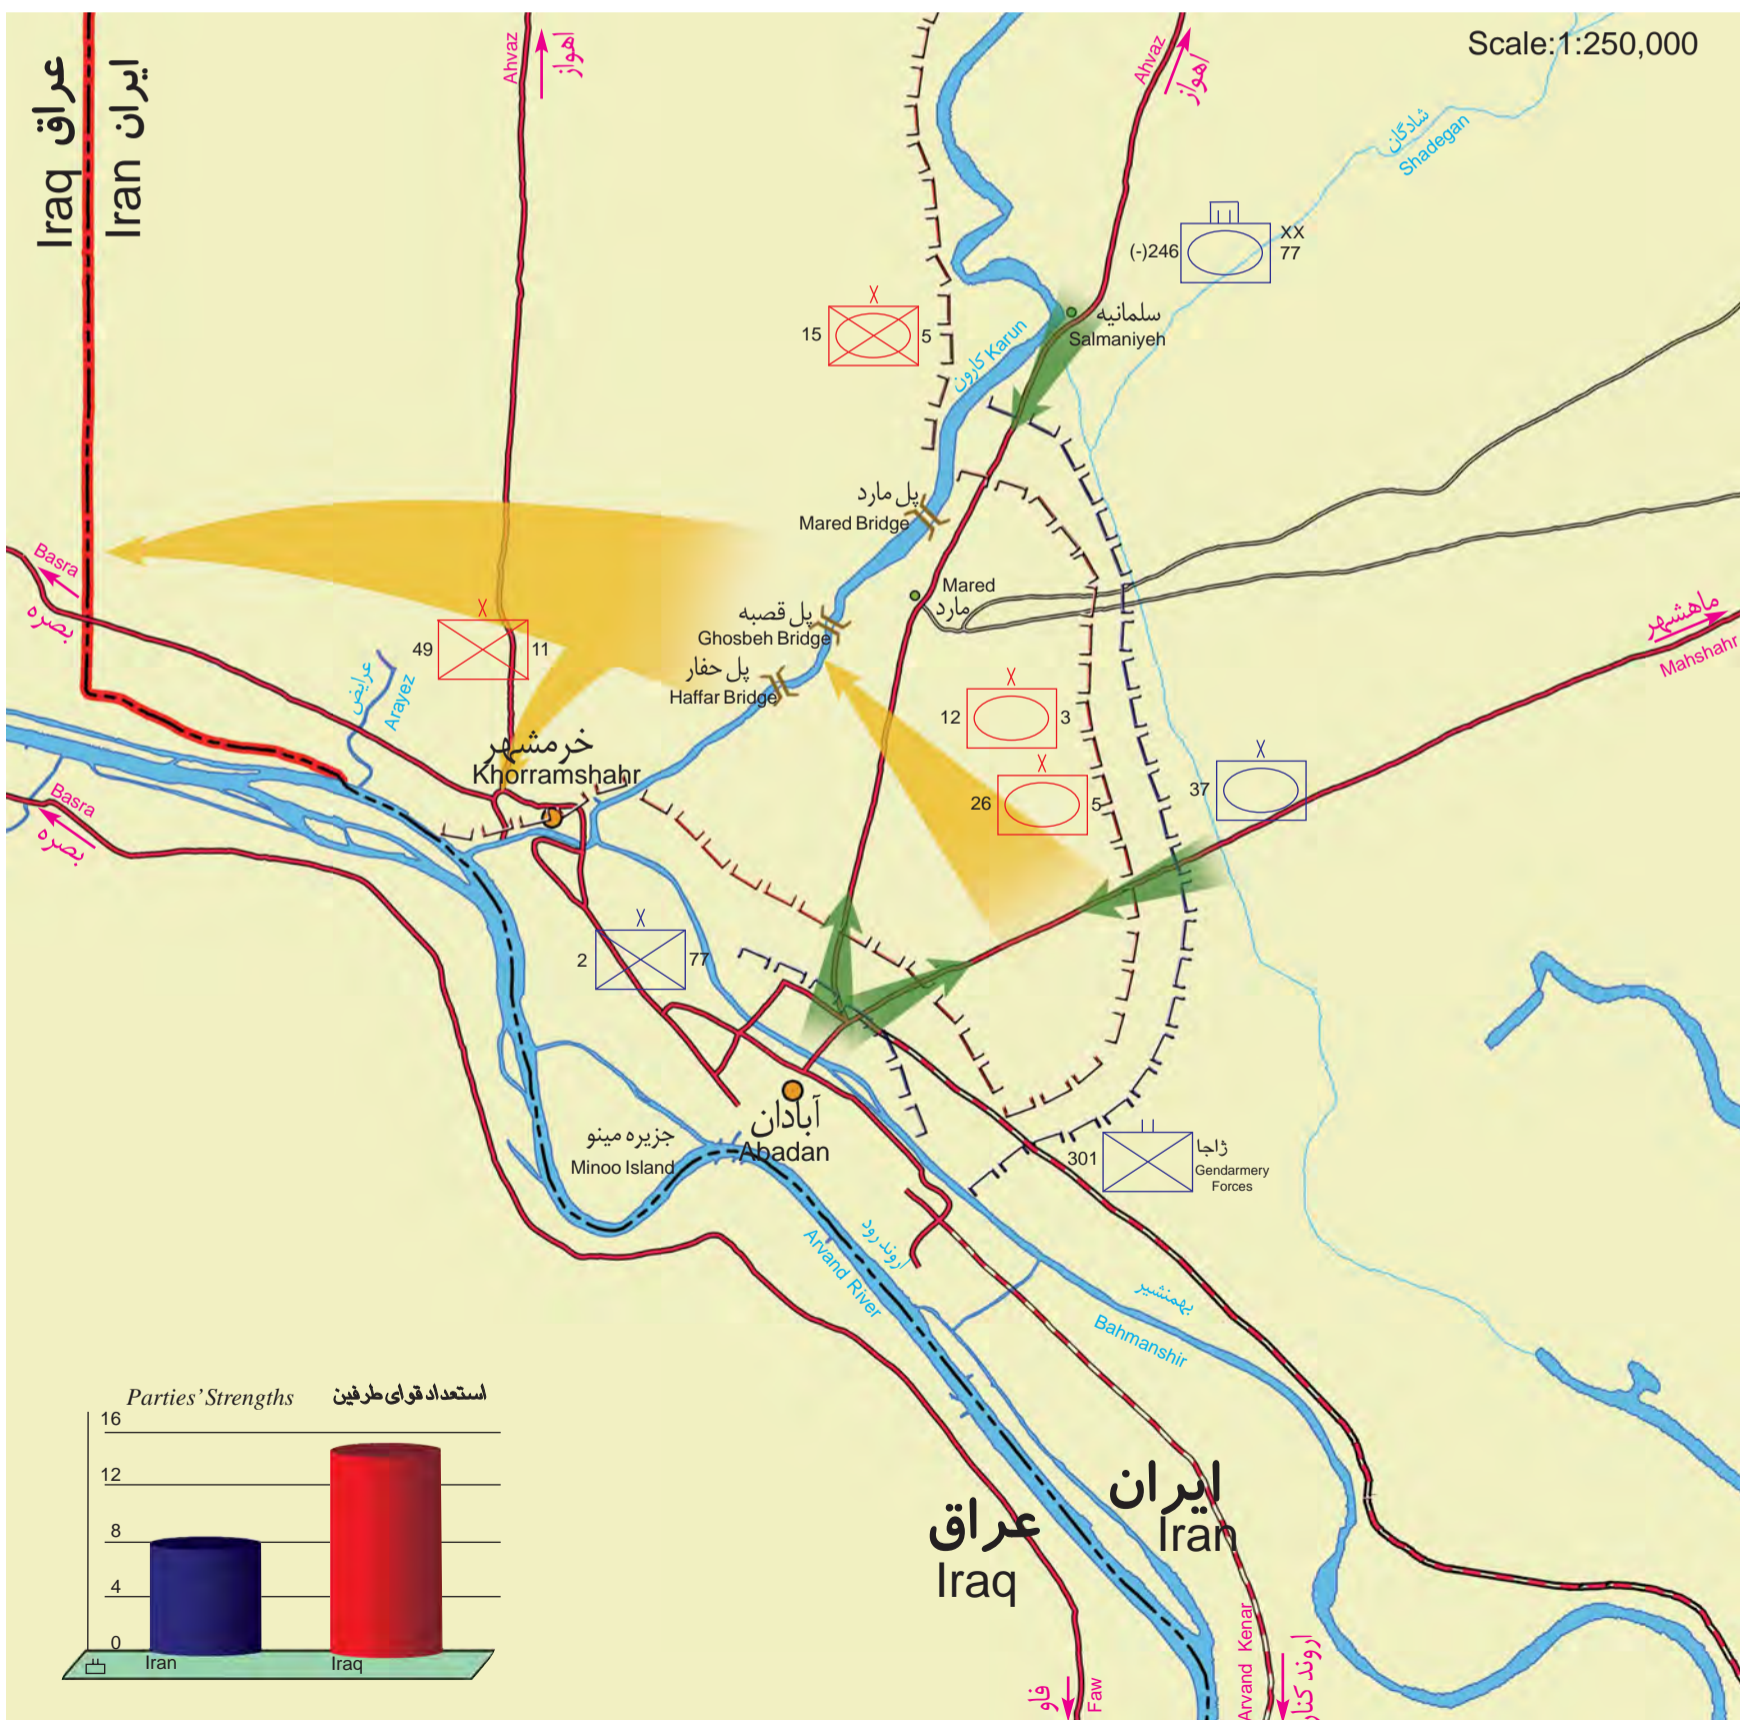 Scale:1:250,000
عراق
Iraq
ایران
Iran
Ahvaz
اهواز
Ahvaz
اهواز
شادگان
Shadegan
(-)246
XX
77
X
15
5
سلمانیه
Salmaniyeh
کارون Karun
پل مارد
Mared Bridge
Mared
مارد
پل قصبه
Ghosbeh Bridge
پل حفار
Haffar Bridge
Basra
بصره
X
49
11
عرایض
Arayez
ماهشهر
Mahshahr
X
12
3
X
26
5
X
37
خرمشهر
Khorramshahr
Basra
بصره
X
2
77
آبادان
Abadan
جزیره مینو
Minoo Island
301
ژاجا
Gendarmery
Forces
اروند رود
Arvand River
بهمنشیر
Bahmanshir
ایران
Iran
عراق
Iraq
فاو
Faw
Arvand Kenar
اروند کنار
Parties' Strengths
استعداد قوای طرفین
16
12
8
4
0
Iran
Iraq